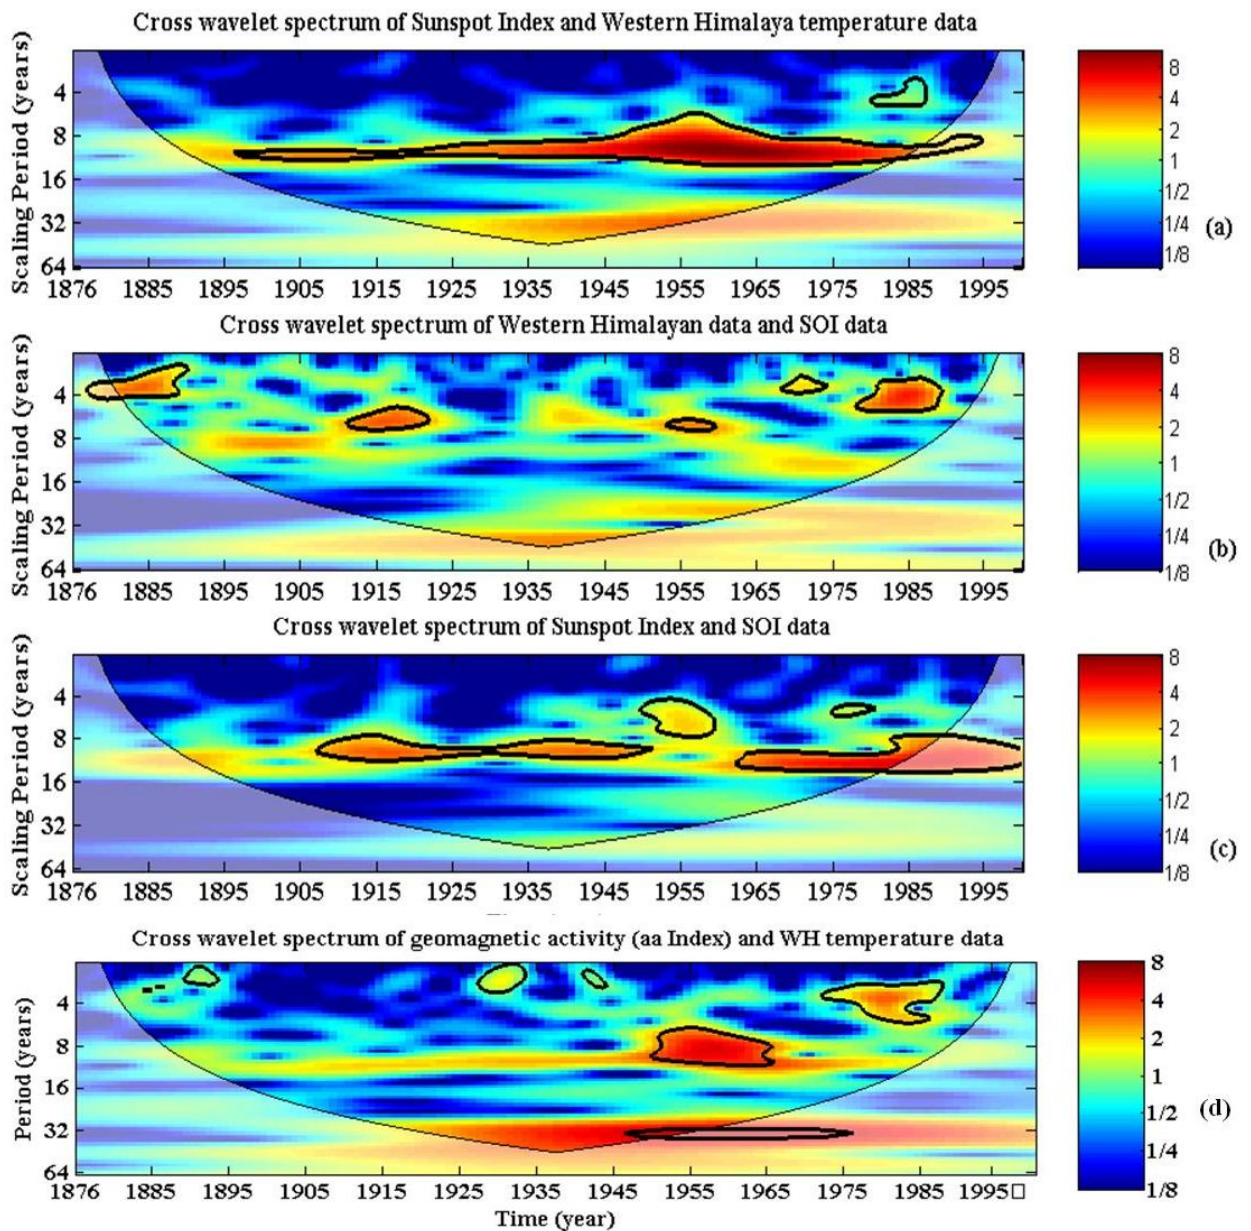 Cross wavelet spectrum of Sunspot Index and Western Himalaya temperature data
Scaling Period (years)
4
8
16
32
64
1876 1885 1895 1905 1915 1925 1935 1945 1955 1965 1975 1985 1995
8
4
2
1
1/2
1/4
1/8
(a)
Cross wavelet spectrum of Western Himalayan data and SOI data
Scaling Period (years)
4
8
16
32
64
1876 1885 1895 1905 1915 1925 1935 1945 1955 1965 1975 1985 1995
8
4
2
1
1/2
1/4
1/8
(b)
Cross wavelet spectrum of Sunspot Index and SOI data
Scaling Period (years)
4
8
16
32
64
1876 1885 1895 1905 1915 1925 1935 1945 1955 1965 1975 1985 1995
8
4
2
1
1/2
1/4
1/8
(c)
Cross wavelet spectrum of geomagnetic activity (aa Index) and WH temperature data
Period (years)
4
8
16
32
64
1876 1885 1895 1905 1915 1925 1935 1945 1955 1965 1975 1985 1995
Time (year)
8
4
2
1
1/2
1/4
1/8
(d)